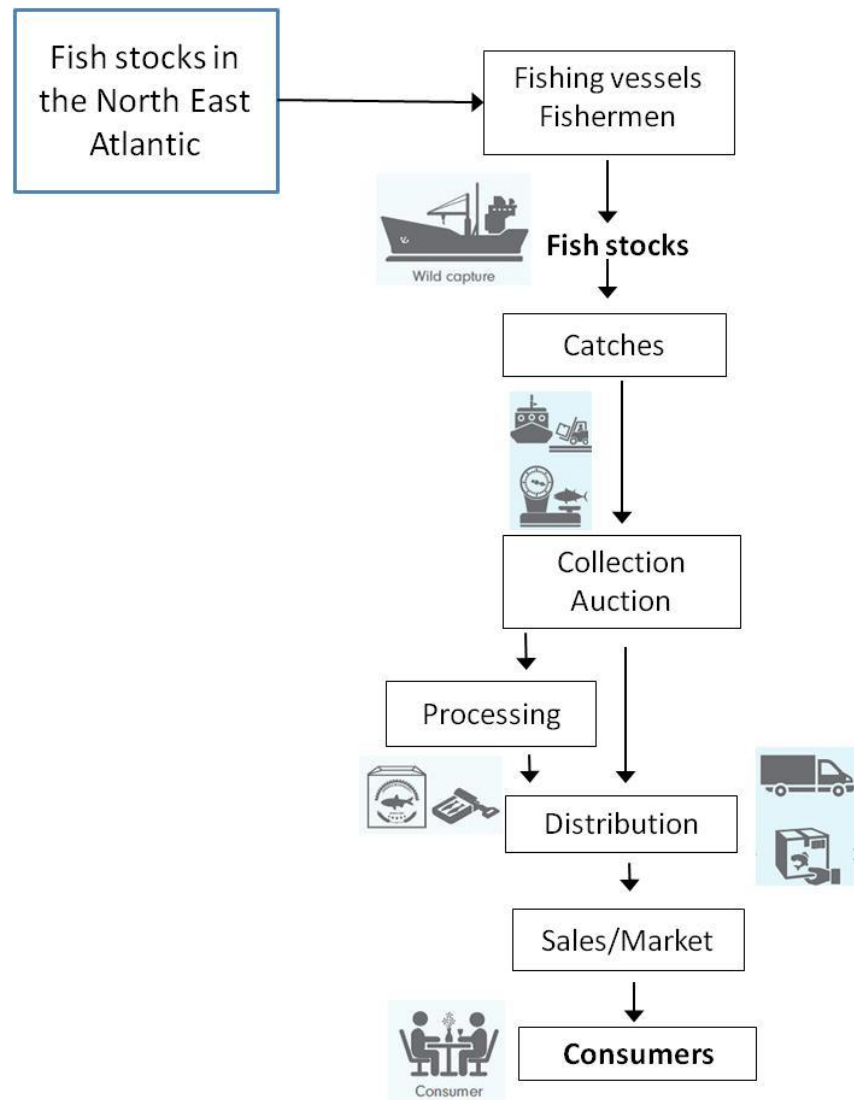 Fish stocks in
the North East
Atlantic
Fishing vessels
Fishermen
Wild capture
Fish stocks
Catches
Collection
Auction
Processing
Distribution
Sales/Market
Consumers
Consumer